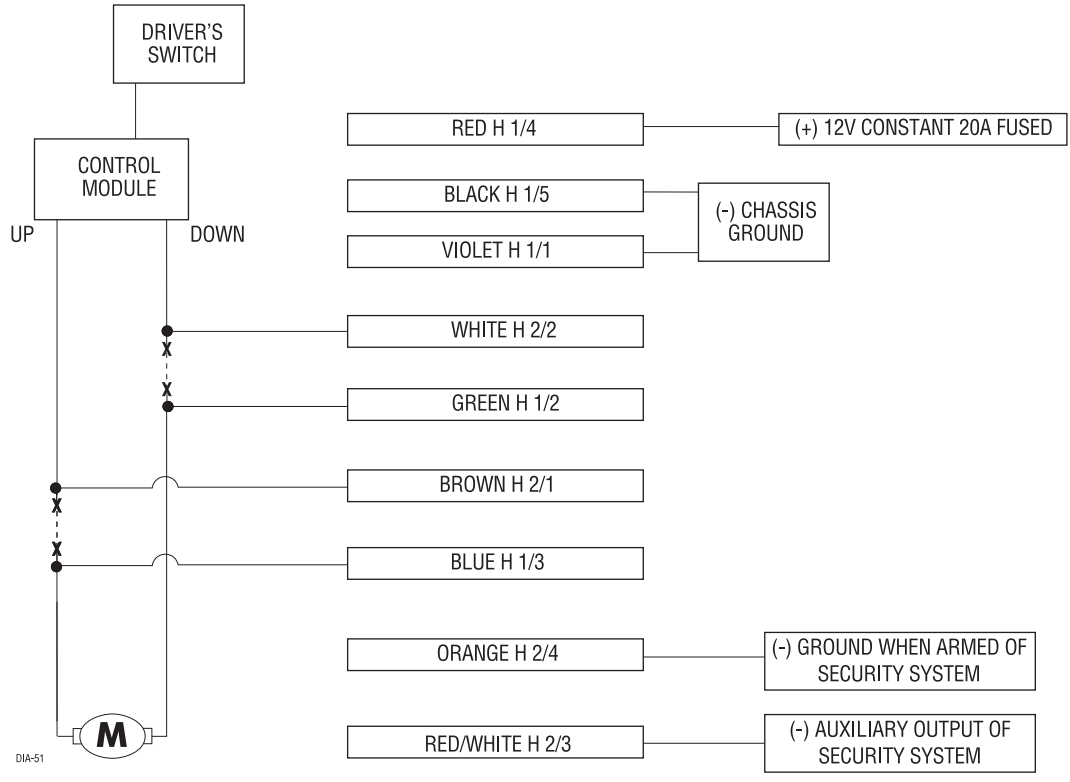 DRIVER'S
SWITCH
CONTROL
MODULE
UP
DOWN
RED H 1/4
(+) 12V CONSTANT 20A FUSED
BLACK H 1/5
(-) CHASSIS
GROUND
VIOLET H 1/1
WHITE H 2/2
X
X
GREEN H 1/2
BROWN H 2/1
X
X
BLUE H 1/3
ORANGE H 2/4
(-) GROUND WHEN ARMED OF
SECURITY SYSTEM
M
RED/WHITE H 2/3
(-) AUXILIARY OUTPUT OF
SECURITY SYSTEM
DIA-51